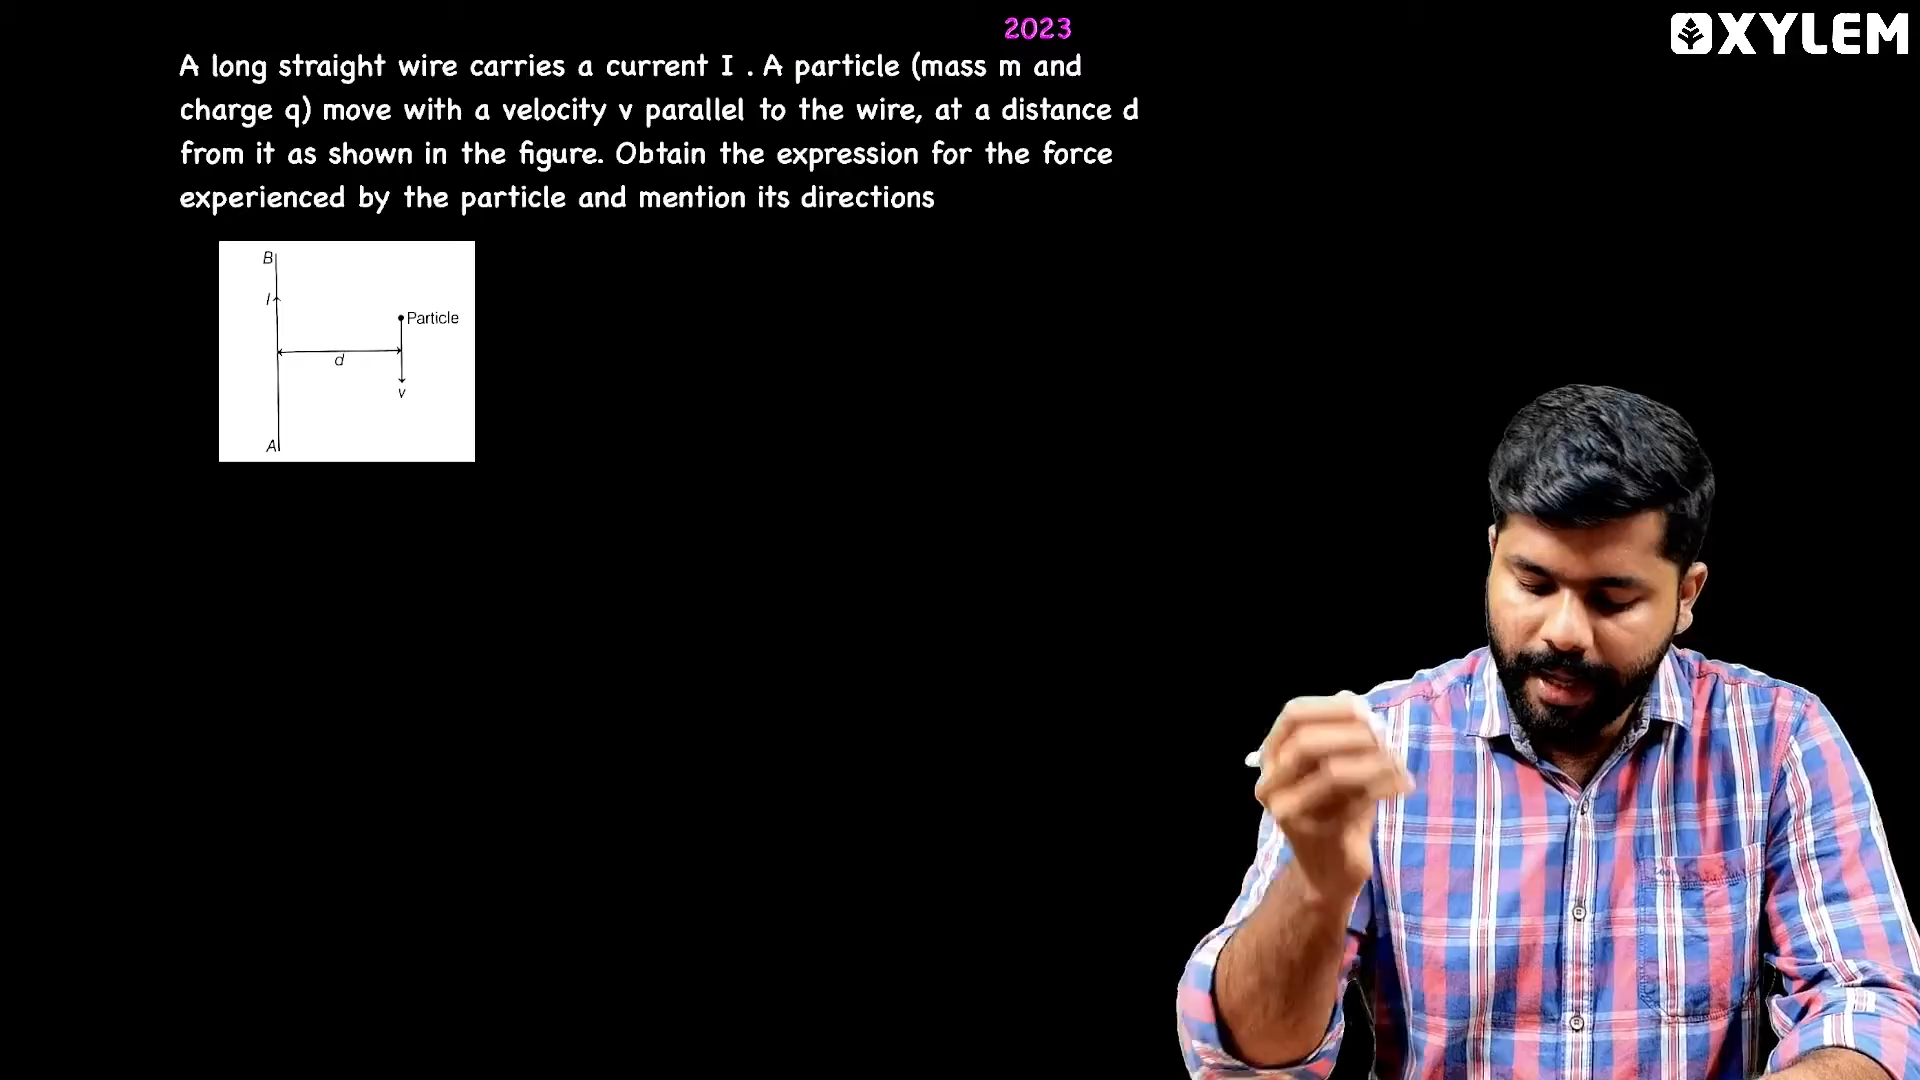 2023
XYLEM
A long straight wire carries a current I . A particle (mass m and
charge q) move with a velocity v parallel to the wire, at a distance d
from it as shown in the figure. Obtain the expression for the force
experienced by the particle and mention its directions
B
I
Particle
d
v
A